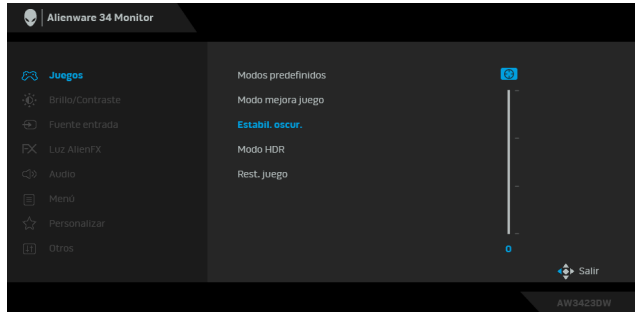 Alienware 34 Monitor
Juegos
Brillo/Contraste
Fuente entrada
Luz AlienFX
Audio
Menú
Personalizar
Otros
Modos predefinidos
Modo mejora juego
Estabil. oscur.
Modo HDR
Rest. juego
0
Salir
AW3423DW